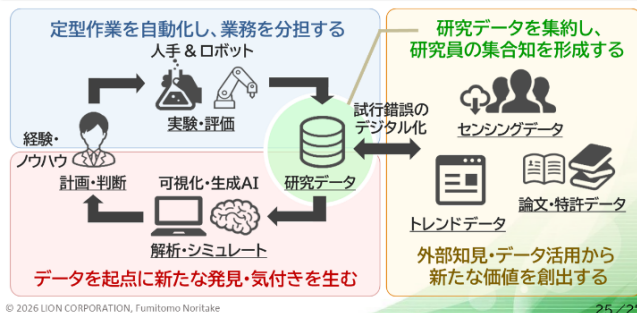 定型作業を自動化し、業務を分担する
人手＆ロボット
実験・評価
経験・
ノウハウ
計画・判断
可視化・生成AI
解析・シミュレート
研究データ
データを起点に新たな発見・気付きを生む
試行錯誤の
デジタル化
研究データを集約し、
研究員の集合知を形成する
センシングデータ
トレンドデータ
論文・特許データ
外部知見・データ活用から
新たな価値を創出する
© 2026 LION CORPORATION, Fumitomo Noritake